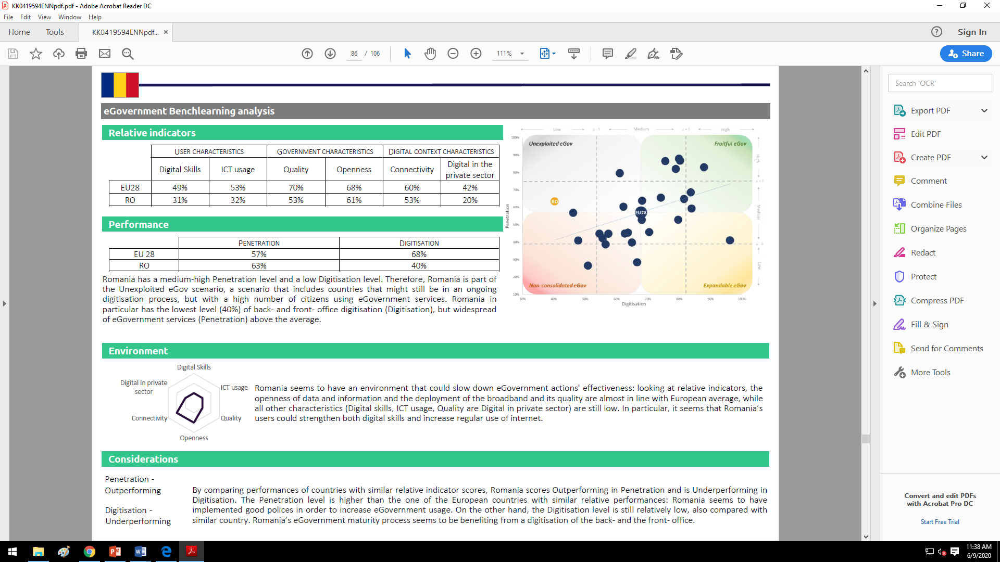 KK0419594ENNpdf.pdf - Adobe Acrobat Reader DC
File Edit View Window Help
Home Tools KK0419594ENNpdf... × Sign In
86 / 106 111% Share
eGovernment Benchlearning analysis
Relative indicators
USER CHARACTERISTICS GOVERNMENT CHARACTERISTICS DIGITAL CONTEXT CHARACTERISTICS
Digital Skills ICT usage Quality Openness Connectivity Digital in the private sector
EU28 49% 53% 70% 68% 60% 42%
RO 31% 32% 53% 61% 53% 20%
Performance
PENETRATION DIGITISATION
EU 28 57% 68%
RO 63% 40%
Romania has a medium-high Penetration level and a low Digitisation level. Therefore, Romania is part of
the Unexploited eGov scenario, a scenario that includes countries that might still be in an ongoing
digitisation process, but with a high number of citizens using eGovernment services. Romania in
particular has the lowest level (40%) of back- and front- office digitisation (Digitisation), but widespread
of eGovernment services (Penetration) above the average.
Low μ - δ Medium μ + δ High
Unexploited eGov Fruitful eGov
100%
90%
80%
70%
60%
50%
40%
30%
20%
10%
Penetration
RO
EU28
High
μ + δ
Medium
μ - δ
Low
Non-consolidated eGov Expandable eGov
30% 40% 50% 60% 70% 80% 90% 100%
Digitisation
Environment
Digital Skills
Digital in private
sector
ICT usage
Connectivity
Quality
Openness
Romania seems to have an environment that could slow down eGovernment actions' effectiveness: looking at relative indicators, the
openness of data and information and the deployment of the broadband and its quality are almost in line with European average, while
all other characteristics (Digital skills, ICT usage, Quality are Digital in private sector) are still low. In particular, it seems that Romania's
users could strengthen both digital skills and increase regular use of internet.
Considerations
Penetration -
Outperforming
Digitisation -
Underperforming
By comparing performances of countries with similar relative indicator scores, Romania scores Outperforming in Penetration and is Underperforming in
Digitisation. The Penetration level is higher than the one of the European countries with similar relative performances: Romania seems to have
implemented good polices in order to increase eGovernment usage. On the other hand, the Digitisation level is still relatively low, also compared with
similar country. Romania's eGovernment maturity process seems to be benefiting from a digitisation of the back- and the front- office.
Search 'OCR'
Export PDF
Edit PDF
Create PDF
Comment
Combine Files
Organize Pages
Redact
Protect
Compress PDF
Fill & Sign
Send for Comments
More Tools
Convert and edit PDFs
with Acrobat Pro DC
Start Free Trial
11:38 AM
6/9/2020